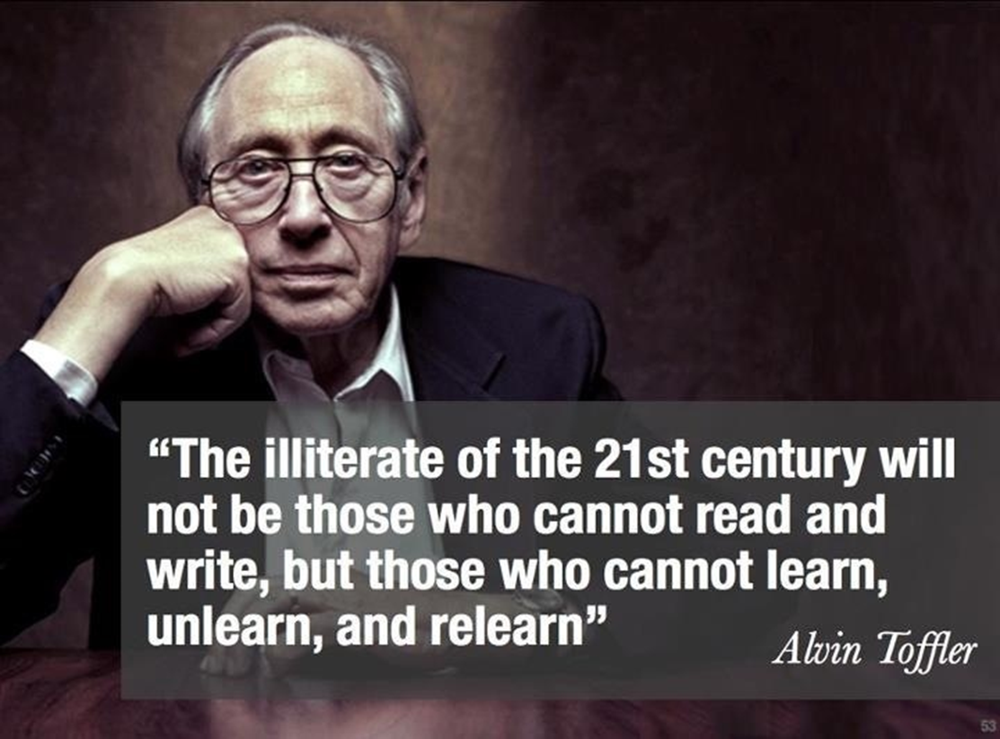 “The illiterate of the 21st century will
not be those who cannot read and
write, but those who cannot learn,
unlearn, and relearn”
Alvin Toffler
53